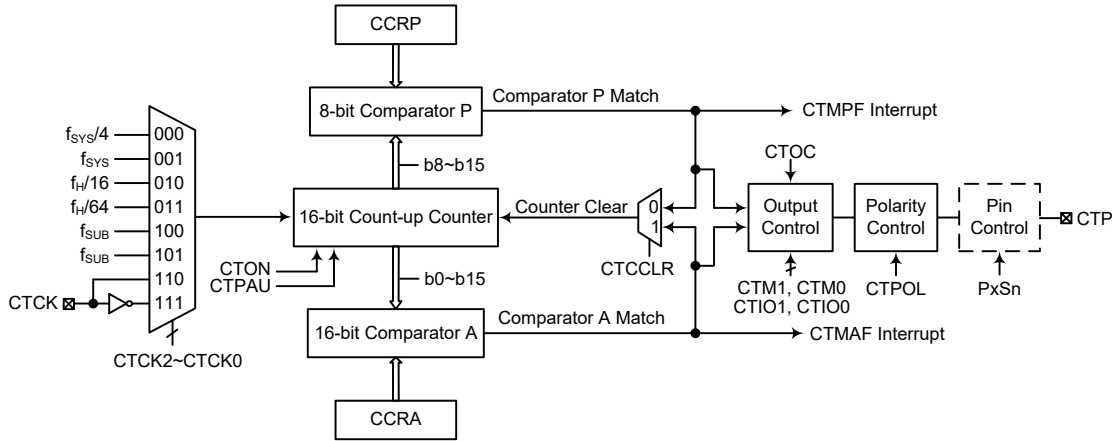 CCRP
8-bit Comparator P
Comparator P Match
CTMPF Interrupt
b8~b15
fSYS/4
000
fSYS
001
fH/16
010
fH/64
011
fSUB
100
fSUB
101
110
CTCK
111
CTCK2~CTCK0
16-bit Count-up Counter
CTON
CTPAU
b0~b15
Counter Clear
0
1
CTCCLR
CTOC
Output
Control
CTM1, CTM0
CTIO1, CTIO0
Polarity
Control
CTPOL
Pin
Control
PxSn
CTP
16-bit Comparator A
Comparator A Match
CTMAF Interrupt
CCRA